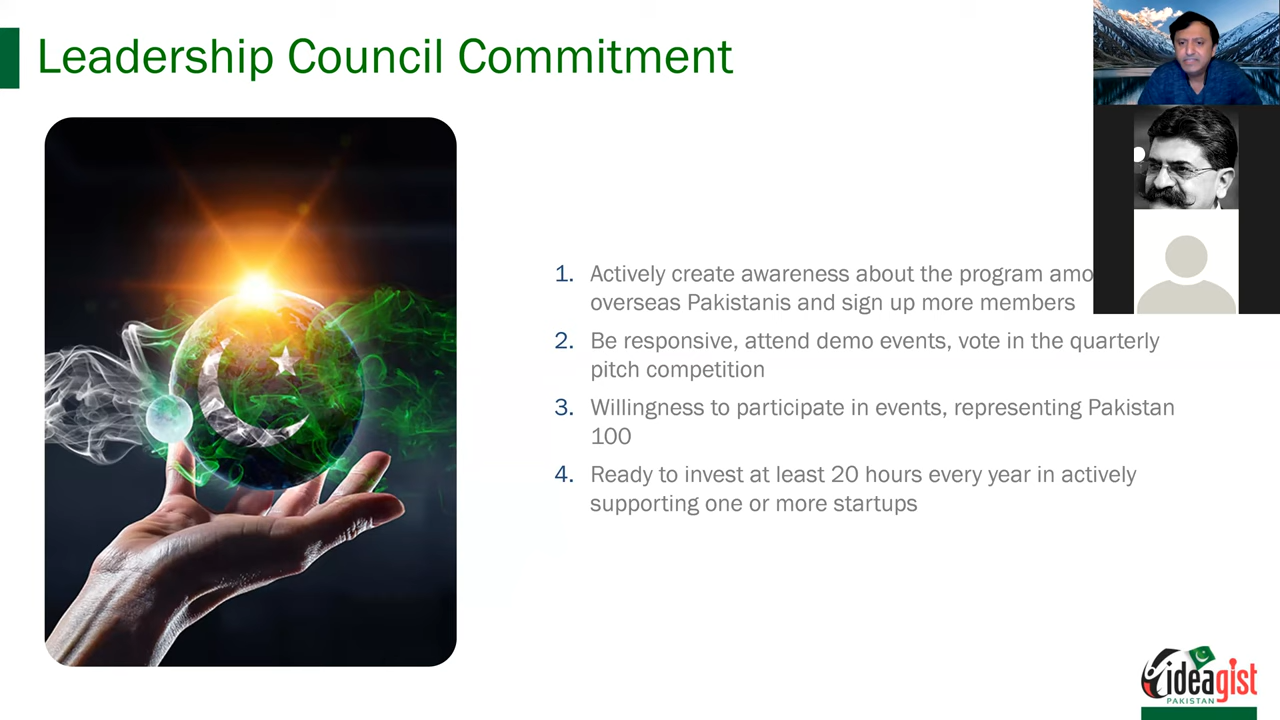 Leadership Council Commitment
1. Actively create awareness about the program
overseas Pakistanis and sign up more members
2. Be responsive, attend demo events, vote in the quarterly
pitch competition
3. Willingness to participate in events, representing Pakistan
100
4. Ready to invest at least 20 hours every year in actively
supporting one or more startups
ideagist
PAKISTAN